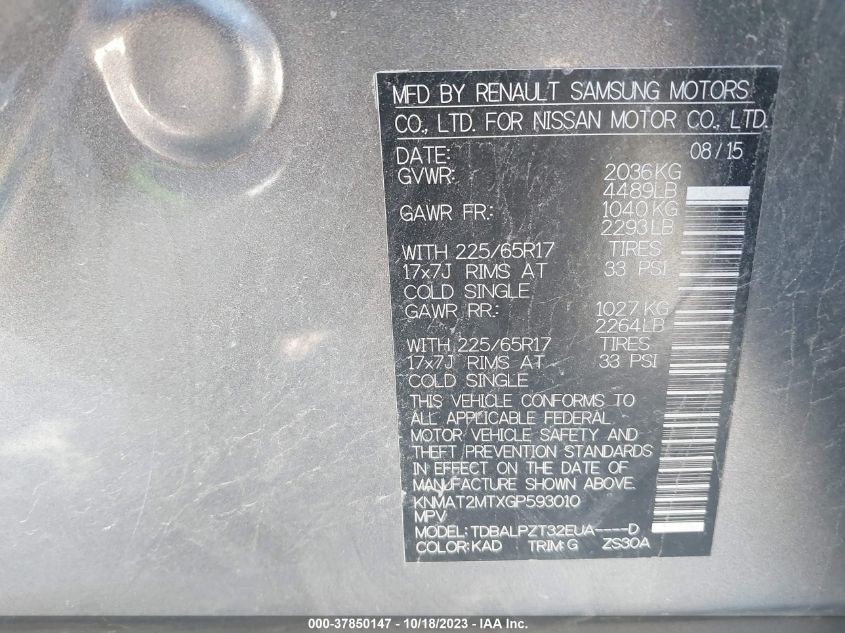 MFD BY RENAULT SAMSUNG MOTORS
CO., LTD. FOR NISSAN MOTOR CO., LTD.
DATE: 08/15
GVWR: 2036KG
4489LB
GAWR FR: 1040KG
2293LB
WITH 225/65R17 TIRES
17x7J RIMS AT 33 PSI
COLD SINGLE
GAWR RR: 1027KG
2264LB
WITH 225/65R17 TIRES
17x7J RIMS AT 33 PSI
COLD SINGLE
THIS VEHICLE CONFORMS TO
ALL APPLICABLE FEDERAL
MOTOR VEHICLE SAFETY AND
THEFT PREVENTION STANDARDS
IN EFFECT ON THE DATE OF
MANUFACTURE SHOWN ABOVE.
KNMAT2MTXGP593010
MPV
MODEL: TDBALPZT32EUA----D
COLOR: KAD TRIM: G ZS30A
000-37850147 - 10/18/2023 - IAA Inc.